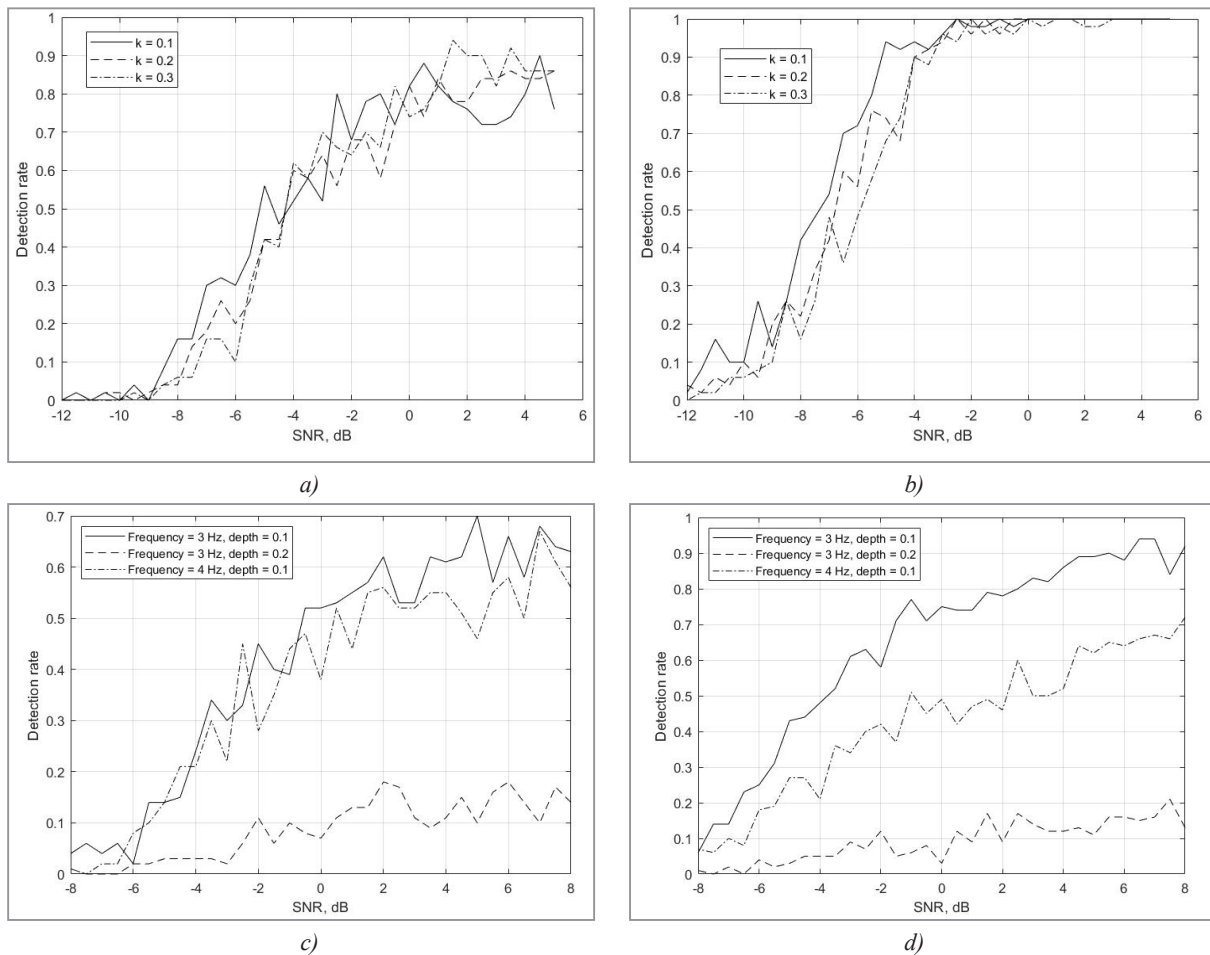 1
0.9
0.8
0.7
0.6
0.5
0.4
0.3
0.2
0.1
0
Detection rate
k = 0.1
k = 0.2
k = 0.3
-12 -10 -8 -6 -4 -2 0 2 4 6
SNR, dB
a)
1
0.9
0.8
0.7
0.6
0.5
0.4
0.3
0.2
0.1
0
Detection rate
k = 0.1
k = 0.2
k = 0.3
-12 -10 -8 -6 -4 -2 0 2 4 6
SNR, dB
b)
0.7
0.6
0.5
0.4
0.3
0.2
0.1
0
Detection rate
Frequency = 3 Hz, depth = 0.1
Frequency = 3 Hz, depth = 0.2
Frequency = 4 Hz, depth = 0.1
-8 -6 -4 -2 0 2 4 6 8
SNR, dB
c)
1
0.9
0.8
0.7
0.6
0.5
0.4
0.3
0.2
0.1
0
Detection rate
Frequency = 3 Hz, depth = 0.1
Frequency = 3 Hz, depth = 0.2
Frequency = 4 Hz, depth = 0.1
-8 -6 -4 -2 0 2 4 6 8
SNR, dB
d)